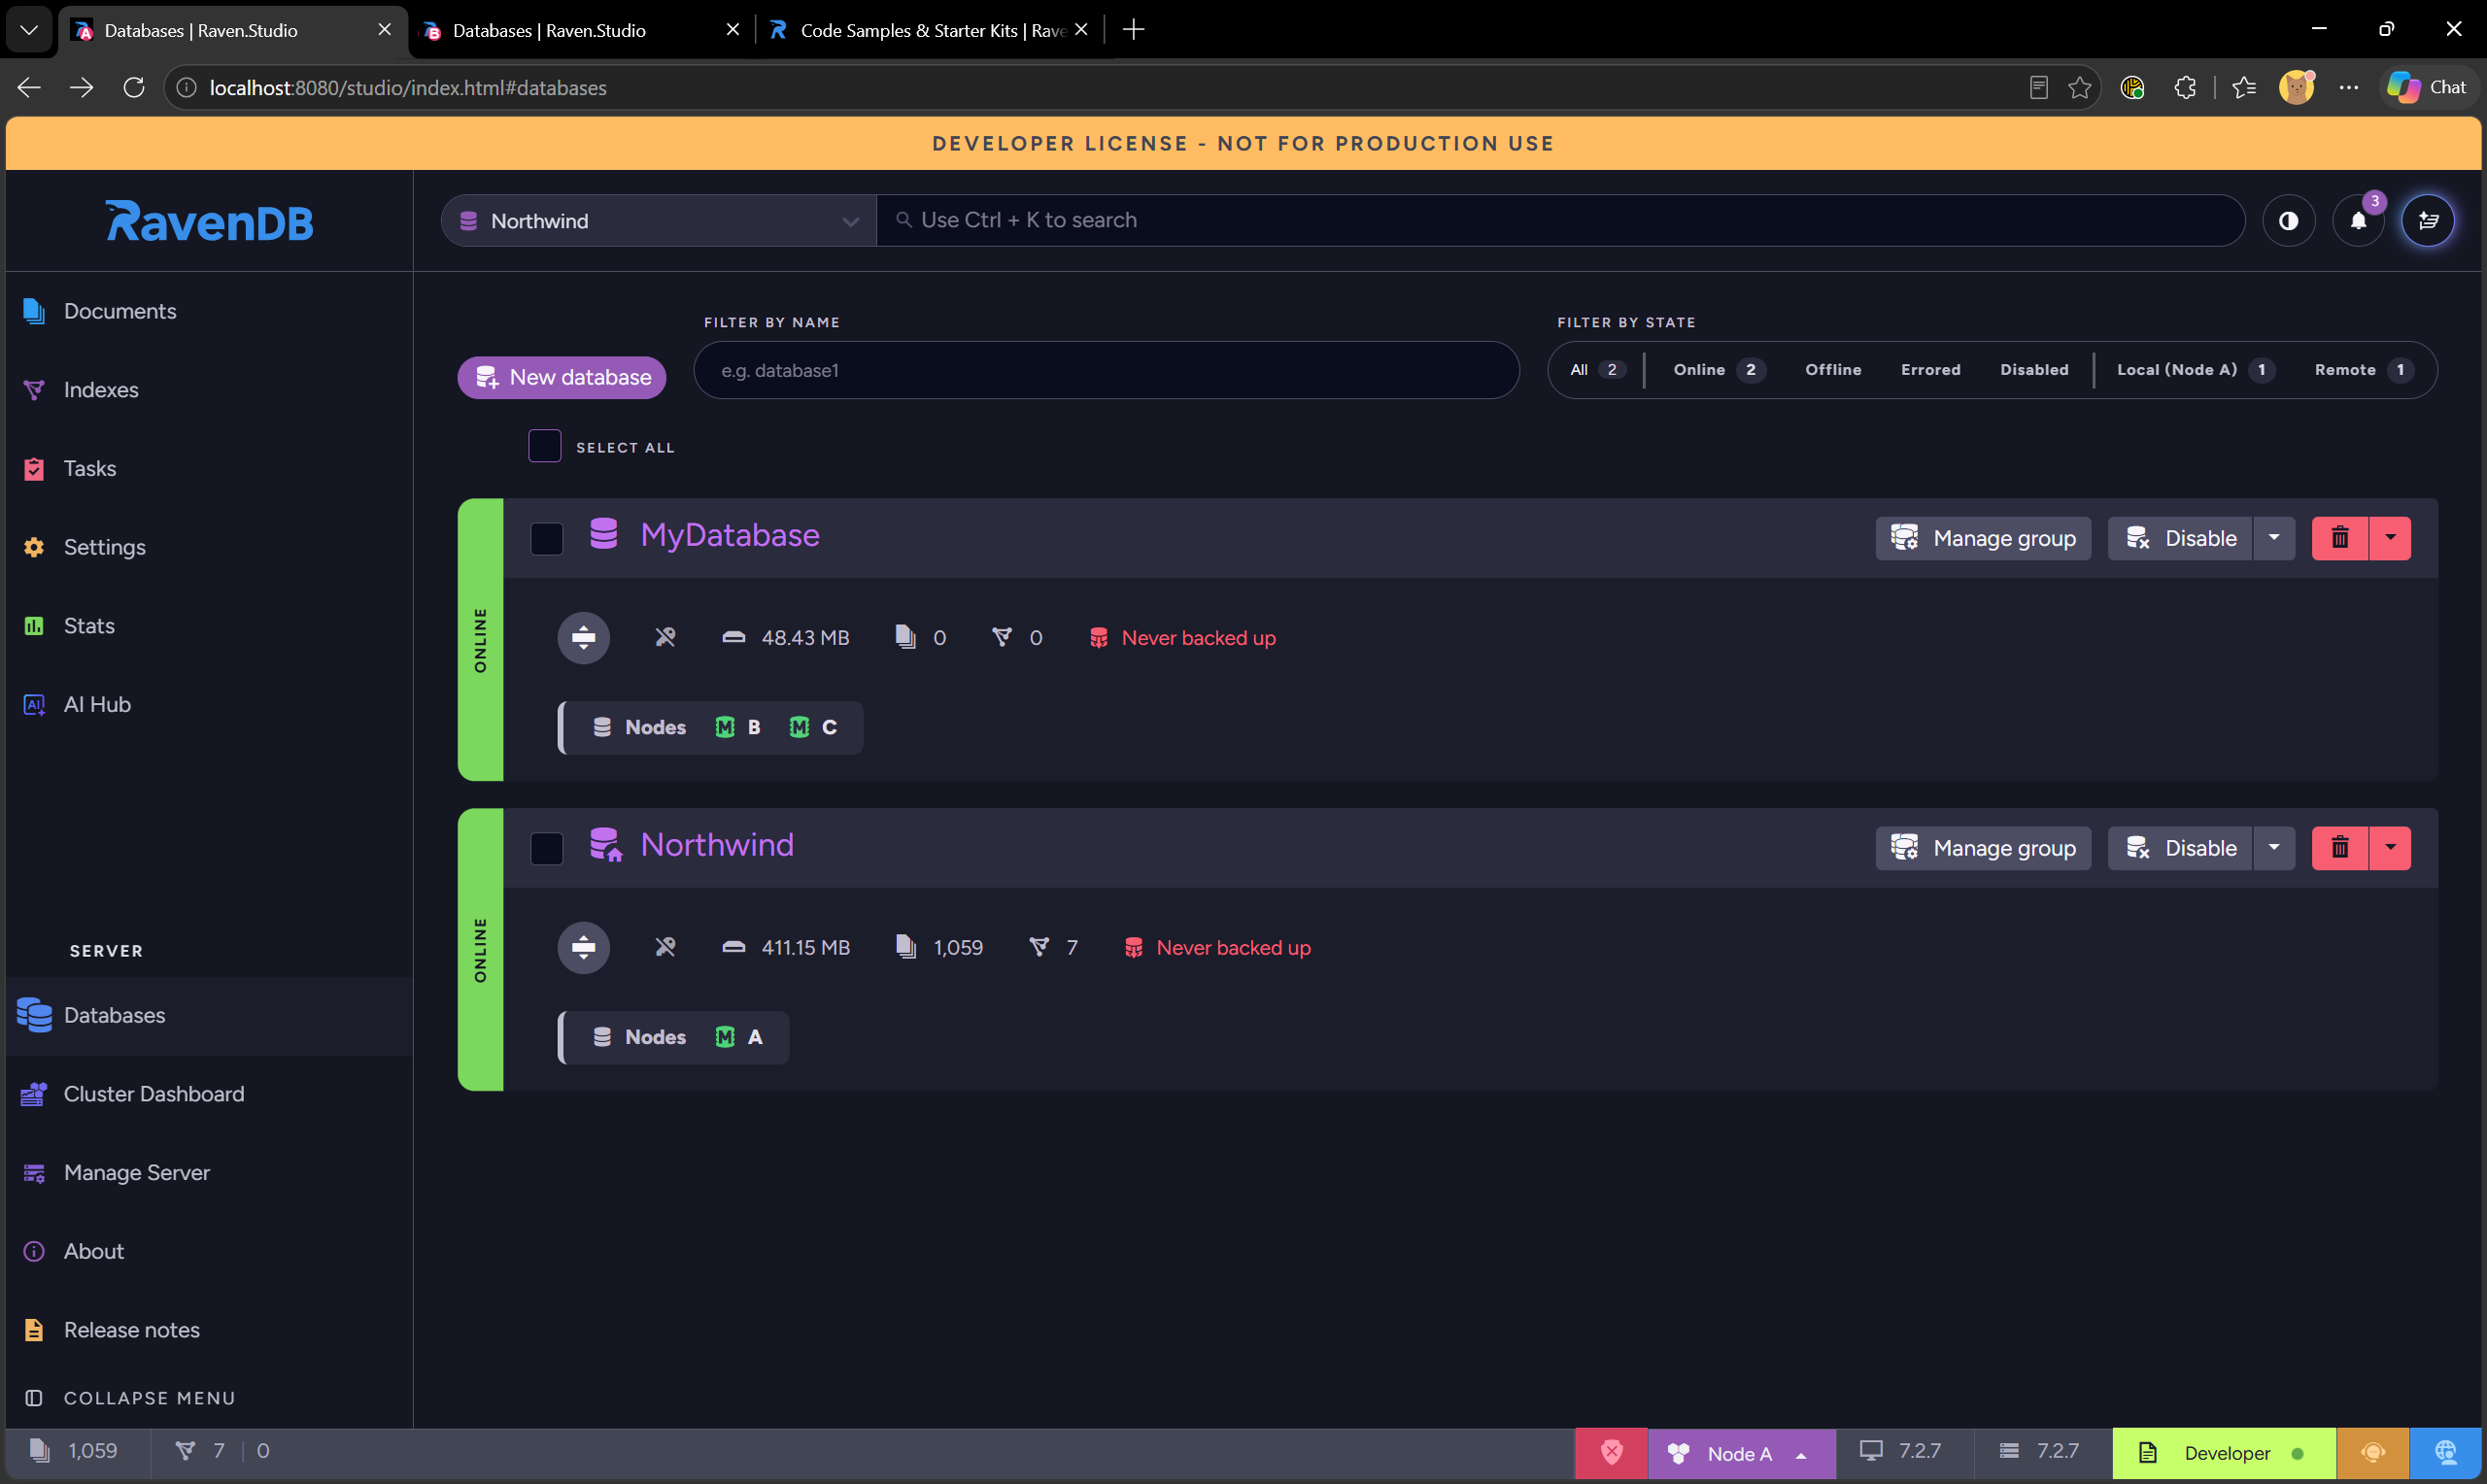 Databases | Raven.Studio
Databases | Raven.Studio
Code Samples & Starter Kits | Rave
localhost:8080/studio/index.html#databases
Chat
DEVELOPER LICENSE - NOT FOR PRODUCTION USE
RavenDB
Northwind
Use Ctrl + K to search
3
Documents
Indexes
Tasks
Settings
Stats
AI Hub
SERVER
Databases
Cluster Dashboard
Manage Server
About
Release notes
COLLAPSE MENU
FILTER BY NAME
FILTER BY STATE
New database
e.g. database1
All 2 Online 2 Offline Errored Disabled Local (Node A) 1 Remote 1
SELECT ALL
ONLINE
MyDatabase
Manage group
Disable
48.43 MB 0 0 Never backed up
Nodes M B M C
ONLINE
Northwind
Manage group
Disable
411.15 MB 1,059 7 Never backed up
Nodes M A
1,059 7 0
Node A 7.2.7 7.2.7 Developer